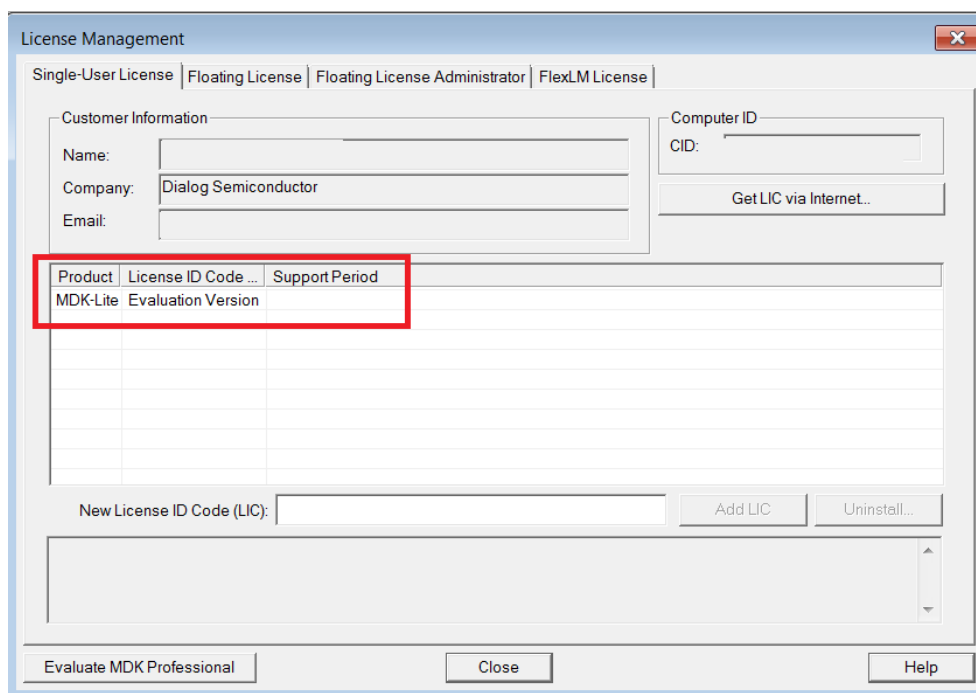 License Management
Single-User License Floating License Floating License Administrator FlexLM License
Customer Information
Name:
Company: Dialog Semiconductor
Email:
Computer ID
CID:
Get LIC via Internet...
Product License ID Code ... Support Period
MDK-Lite Evaluation Version
New License ID Code (LIC): Add LIC Uninstall...
Evaluate MDK Professional Close Help